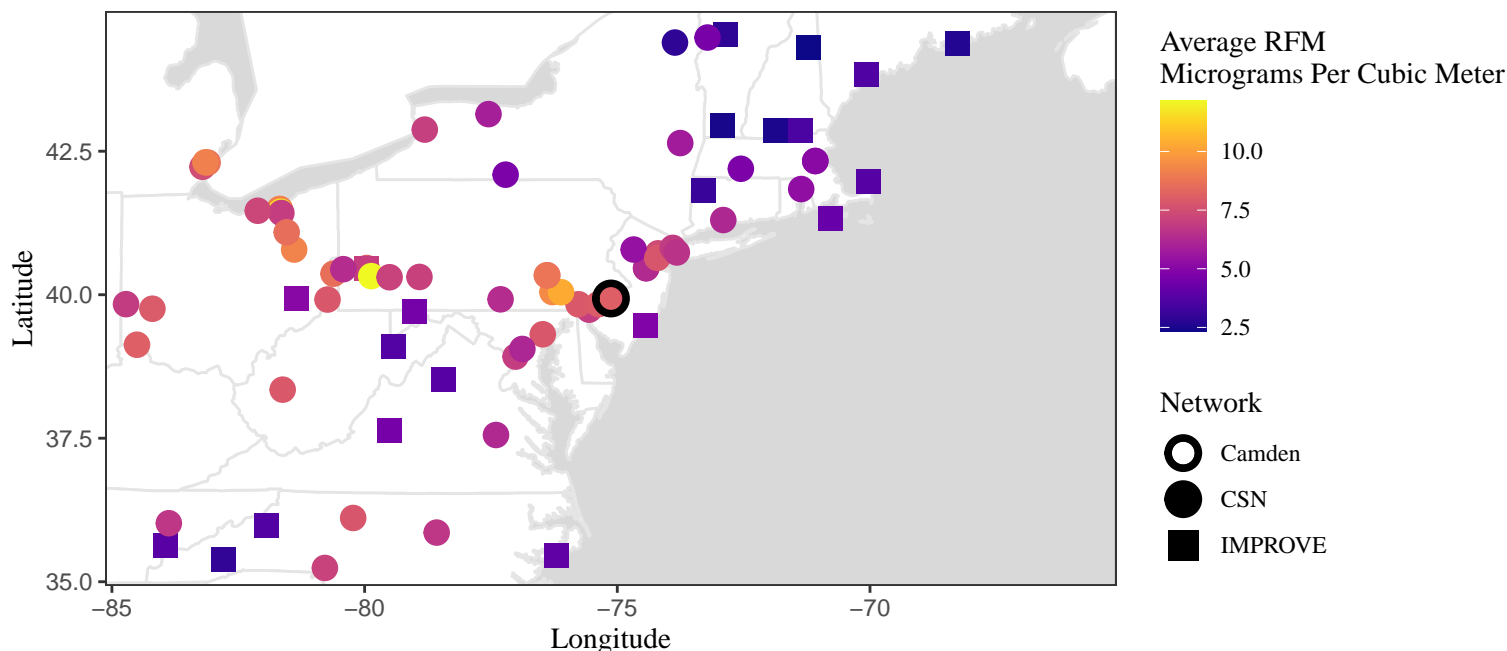 42.5
40.0
37.5
35.0
−85
−80
−75
−70
Longitude
Latitude
Average RFM
Micrograms Per Cubic Meter
10.0
7.5
5.0
2.5
Network
Camden
CSN
IMPROVE